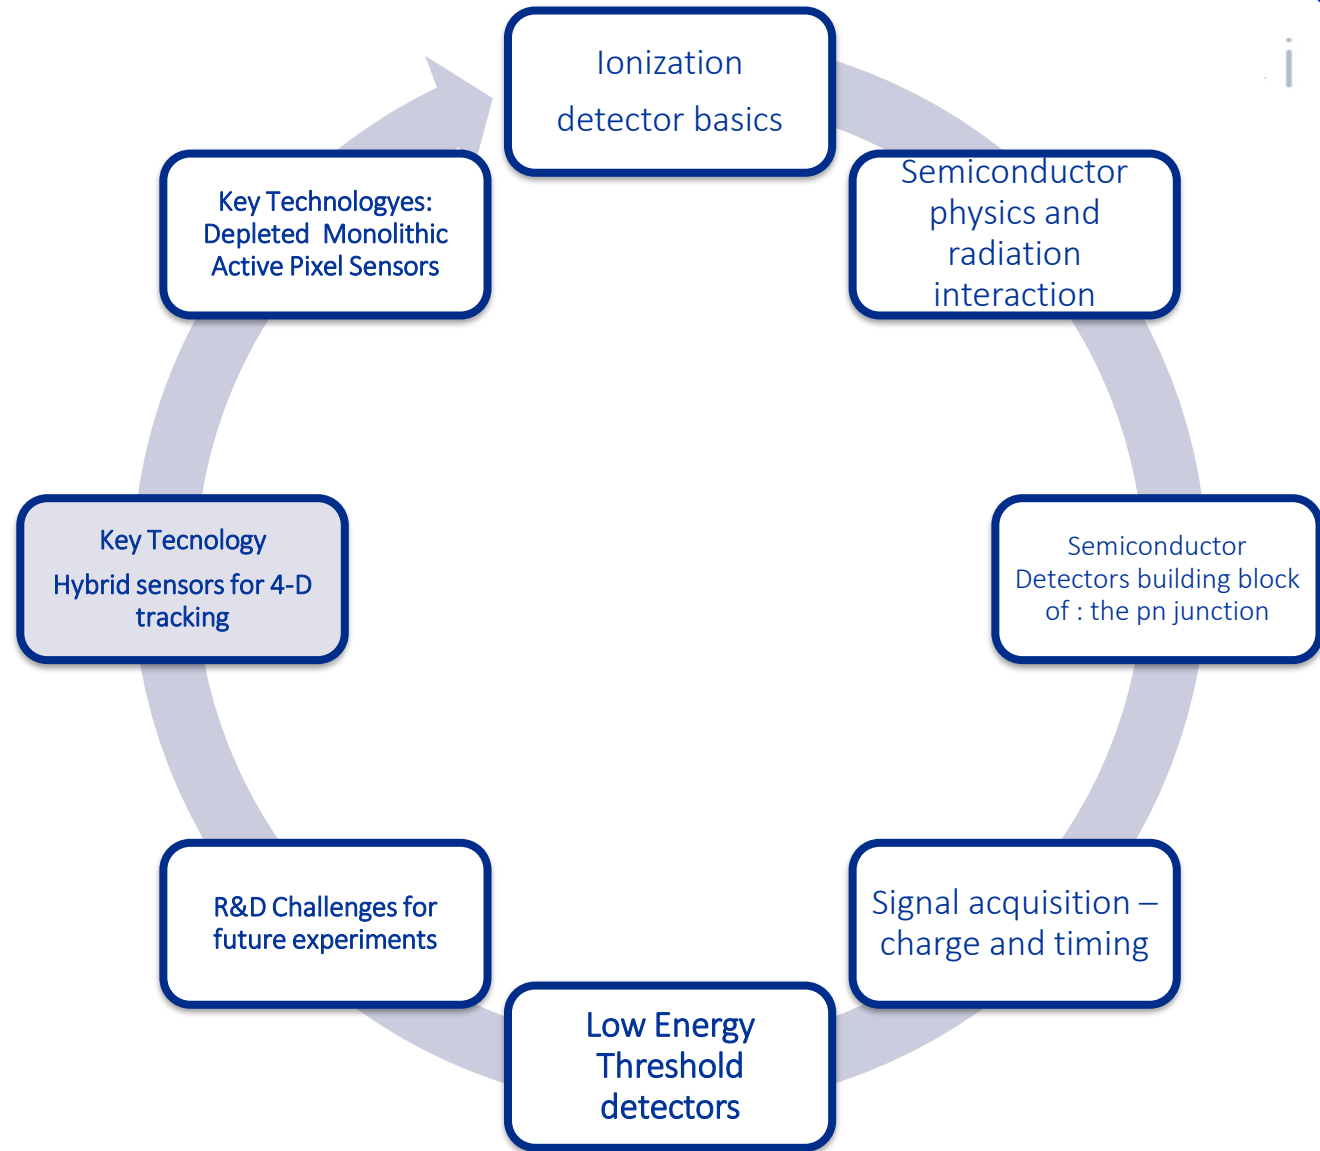 Ionization
detector basics
Semiconductor
physics and
radiation
interaction
Semiconductor
Detectors building block
of : the pn junction
Signal acquisition –
charge and timing
Low Energy
Threshold
detectors
R&D Challenges for
future experiments
Key Tecnology
Hybrid sensors for 4-D
tracking
Key Technologyes:
Depleted Monolithic
Active Pixel Sensors
i